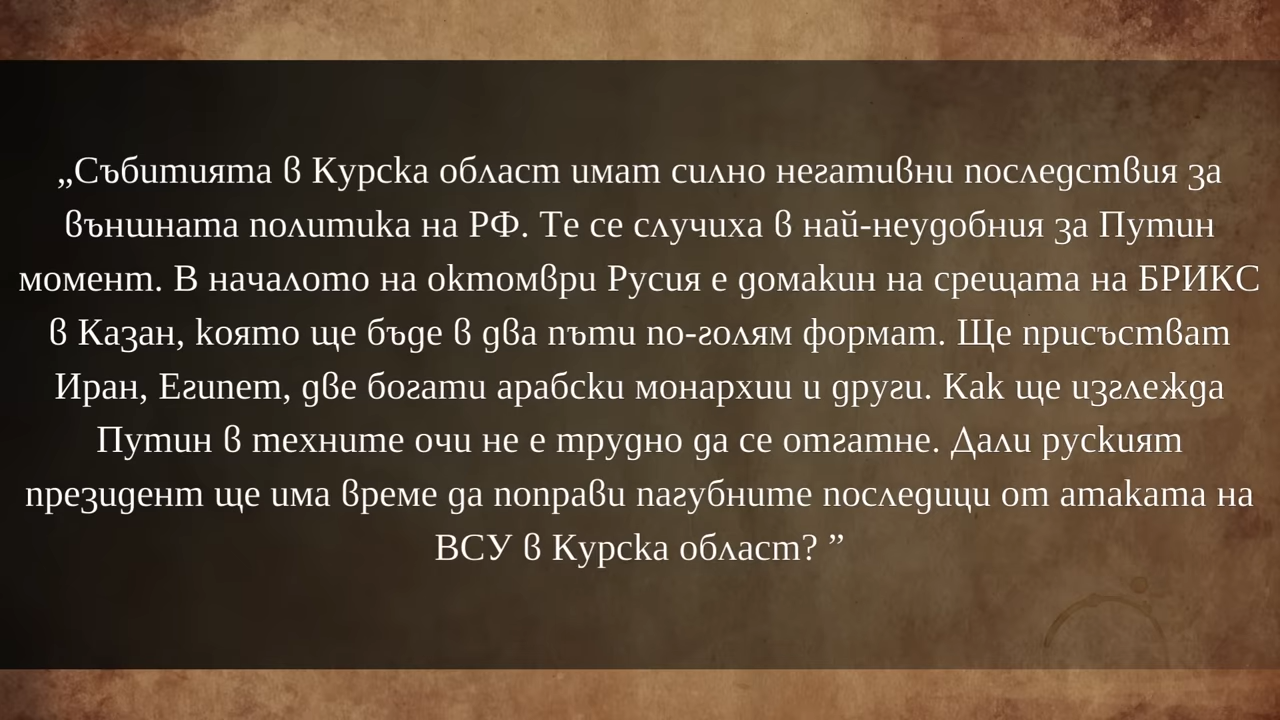 „Събитията в Курска област имат силно негативни последствия за
външната политика на РФ. Те се случиха в най-неудобния за Путин
момент. В началото на октомври Русия е домакин на срещата на БРИКС
в Казан, която ще бъде в два пъти по-голям формат. Ще присъстват
Иран, Египет, две богати арабски монархии и други. Как ще изглежда
Путин в техните очи не е трудно да се отгатне. Дали руският
президент ще има време да поправи пагубните последици от атаката на
ВСУ в Курска област? ”